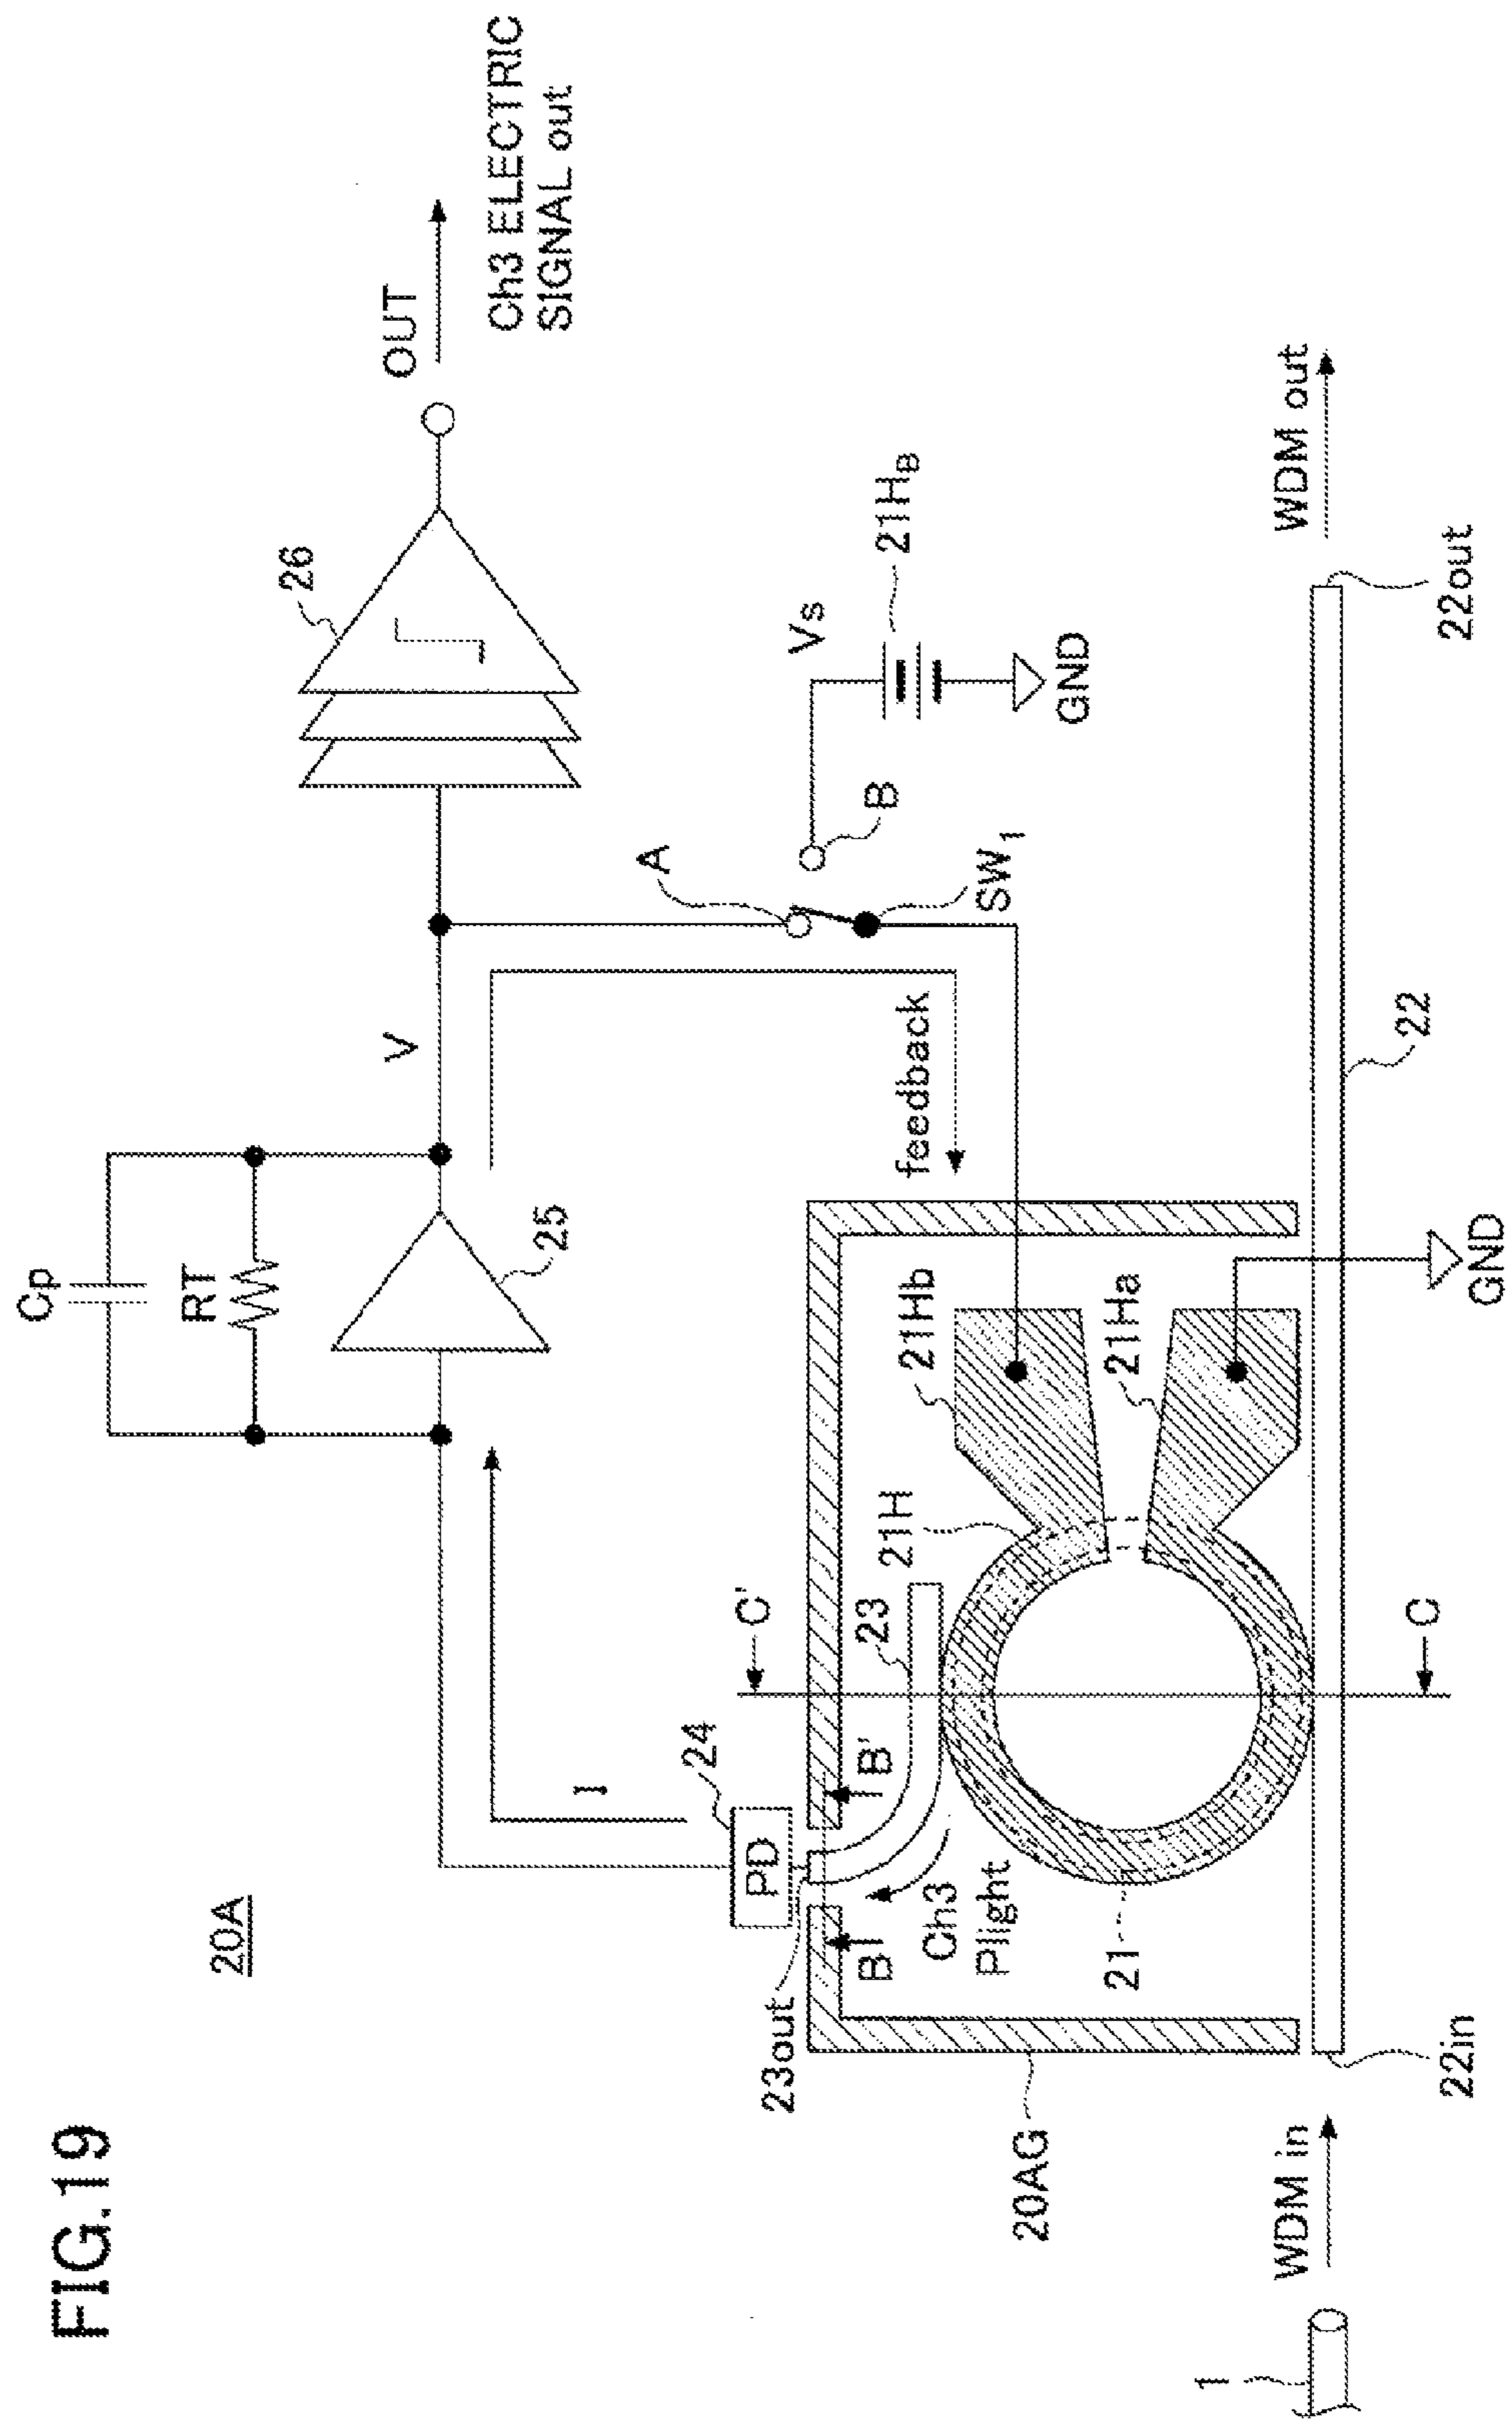 FIG.19
20A
Cp
RT
25
V
26
OUT
Ch3 ELECTRIC
SIGNAL out
I
24
PD
A
B
SW1
Vs
21HB
GND
feedback
C'
B'
B
23
23out
21H
21Hb
21Ha
Ch3
Plight
21
20AG
GND
C
1
WDM in
22in
22
22out
WDM out